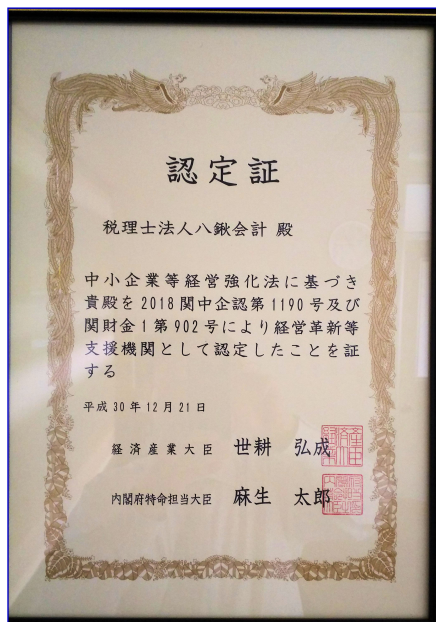 認定証
税理士法人八鍬会計 殿
中小企業等経営強化法に基づき
貴殿を2018関中企認第1190号及び
関財金1第902号により経営革新等
支援機関として認定したことを証
する
平成30年12月21日
経済産業大臣 世耕 弘成
内閣府特命担当大臣 麻生 太郎